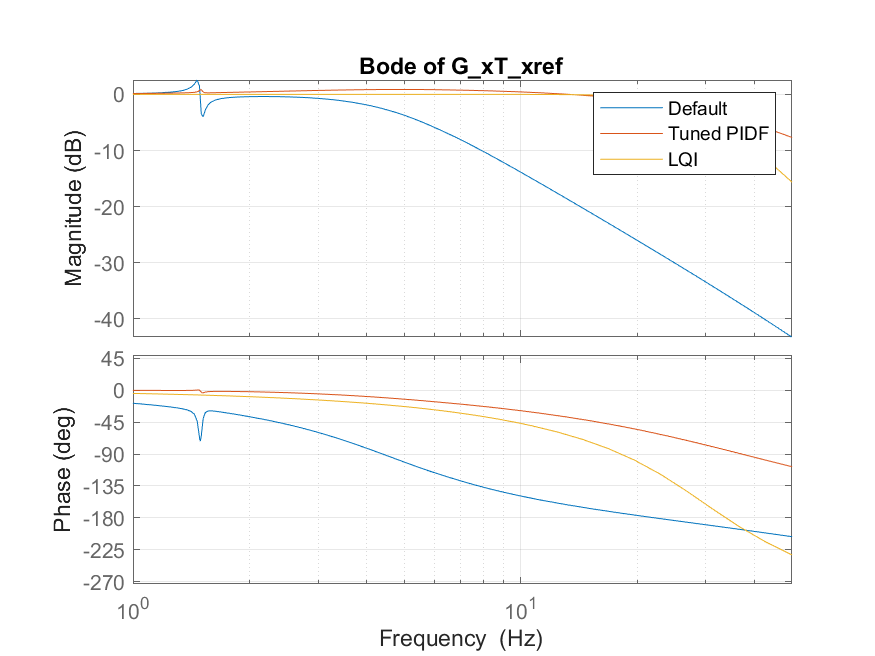 Bode of G_xT_xref
Magnitude (dB)
0
-10
-20
-30
-40
Default
Tuned PIDF
LQI
Phase (deg)
45
0
-45
-90
-135
-180
-225
-270
10^0
10^1
Frequency (Hz)